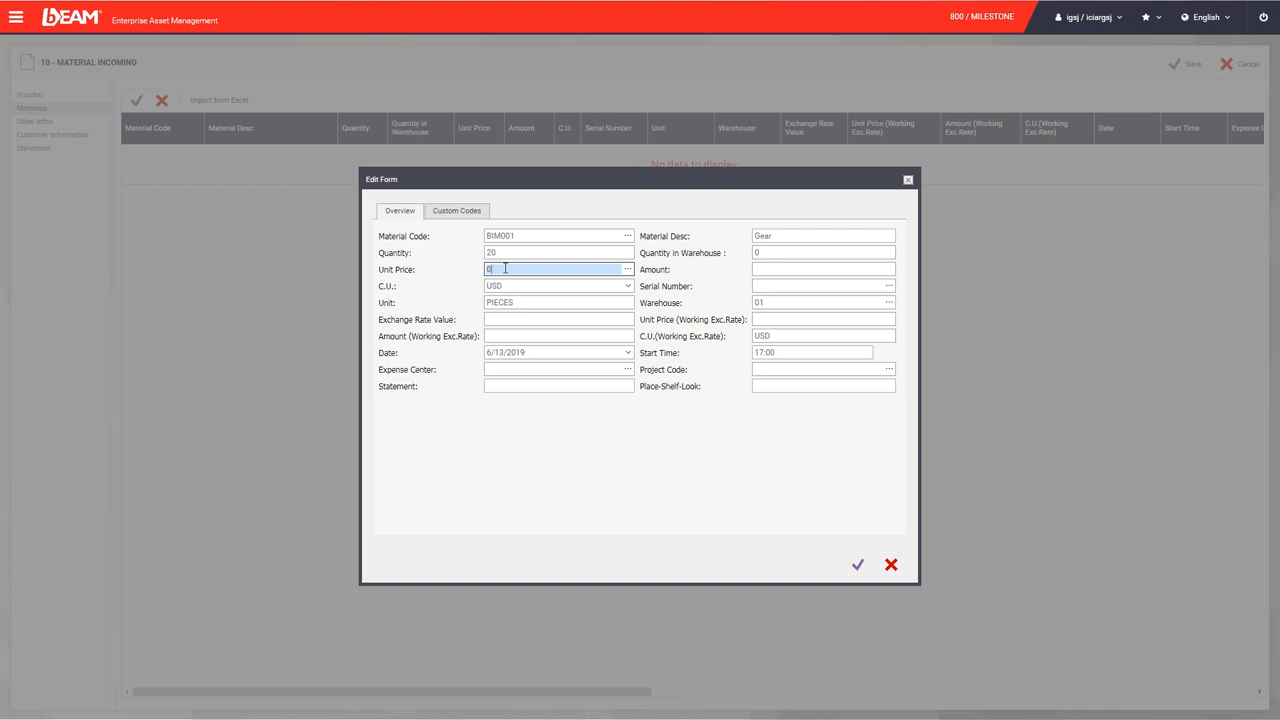 bEAM Enterprise Asset Management 800 / MILESTONE igsj / iciargsj English
10 - MATERIAL INCOMING Save Cancel
Voucher
Materials
Other Infos
Customer Information
Statement
Import from Excel
Material Code Material Desc Quantity Quantity in Warehouse Unit Price Amount C.U. Serial Number Unit Warehouse Exchange Rate Value Unit Price (Working Exc.Rate) Amount (Working Exc.Rate) C.U.(Working Exc.Rate) Date Start Time Expense C
No data to display.
Edit Form
Overview Custom Codes
Material Code: BIM001 ... Material Desc: Gear
Quantity: 20 Quantity in Warehouse : 0
Unit Price: 0 ... Amount:
C.U.: USD Serial Number: ...
Unit: PIECES Warehouse: 01 ...
Exchange Rate Value: Unit Price (Working Exc.Rate):
Amount (Working Exc.Rate): C.U.(Working Exc.Rate): USD
Date: 6/13/2019 Start Time: 17:00
Expense Center: ... Project Code: ...
Statement: Place-Shelf-Look: